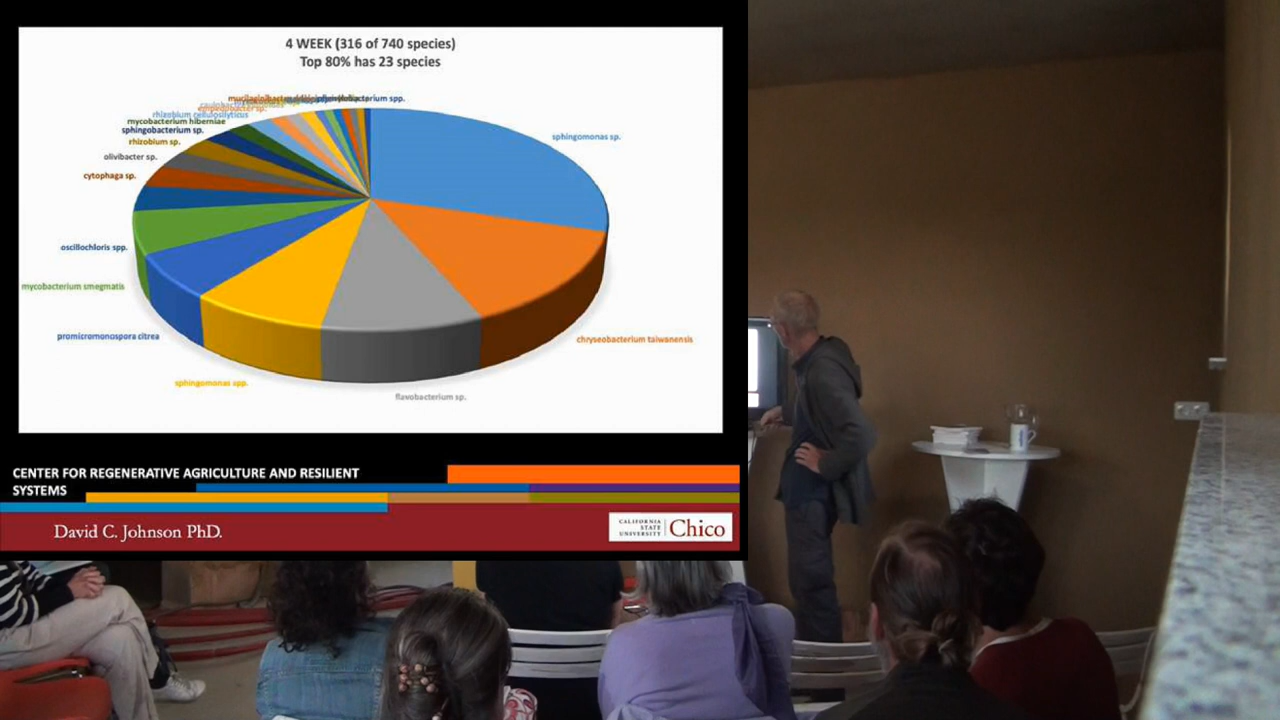 4 WEEK (316 of 740 species)
Top 80% has 23 species
sphingomonas sp.
rhizobium cellulosilyticus
mycobacterium hiberniae
sphingobacterium sp.
rhizobium sp.
olivibacter sp.
cytophaga sp.
oscillochloris spp.
mycobacterium smegmatis
promicromonospora citrea
chryseobacterium taiwanensis
sphingomonas spp.
flavobacterium sp.
CENTER FOR REGENERATIVE AGRICULTURE AND RESILIENT
SYSTEMS
David C. Johnson PhD.
CALIFORNIA
STATE
UNIVERSITY
Chico